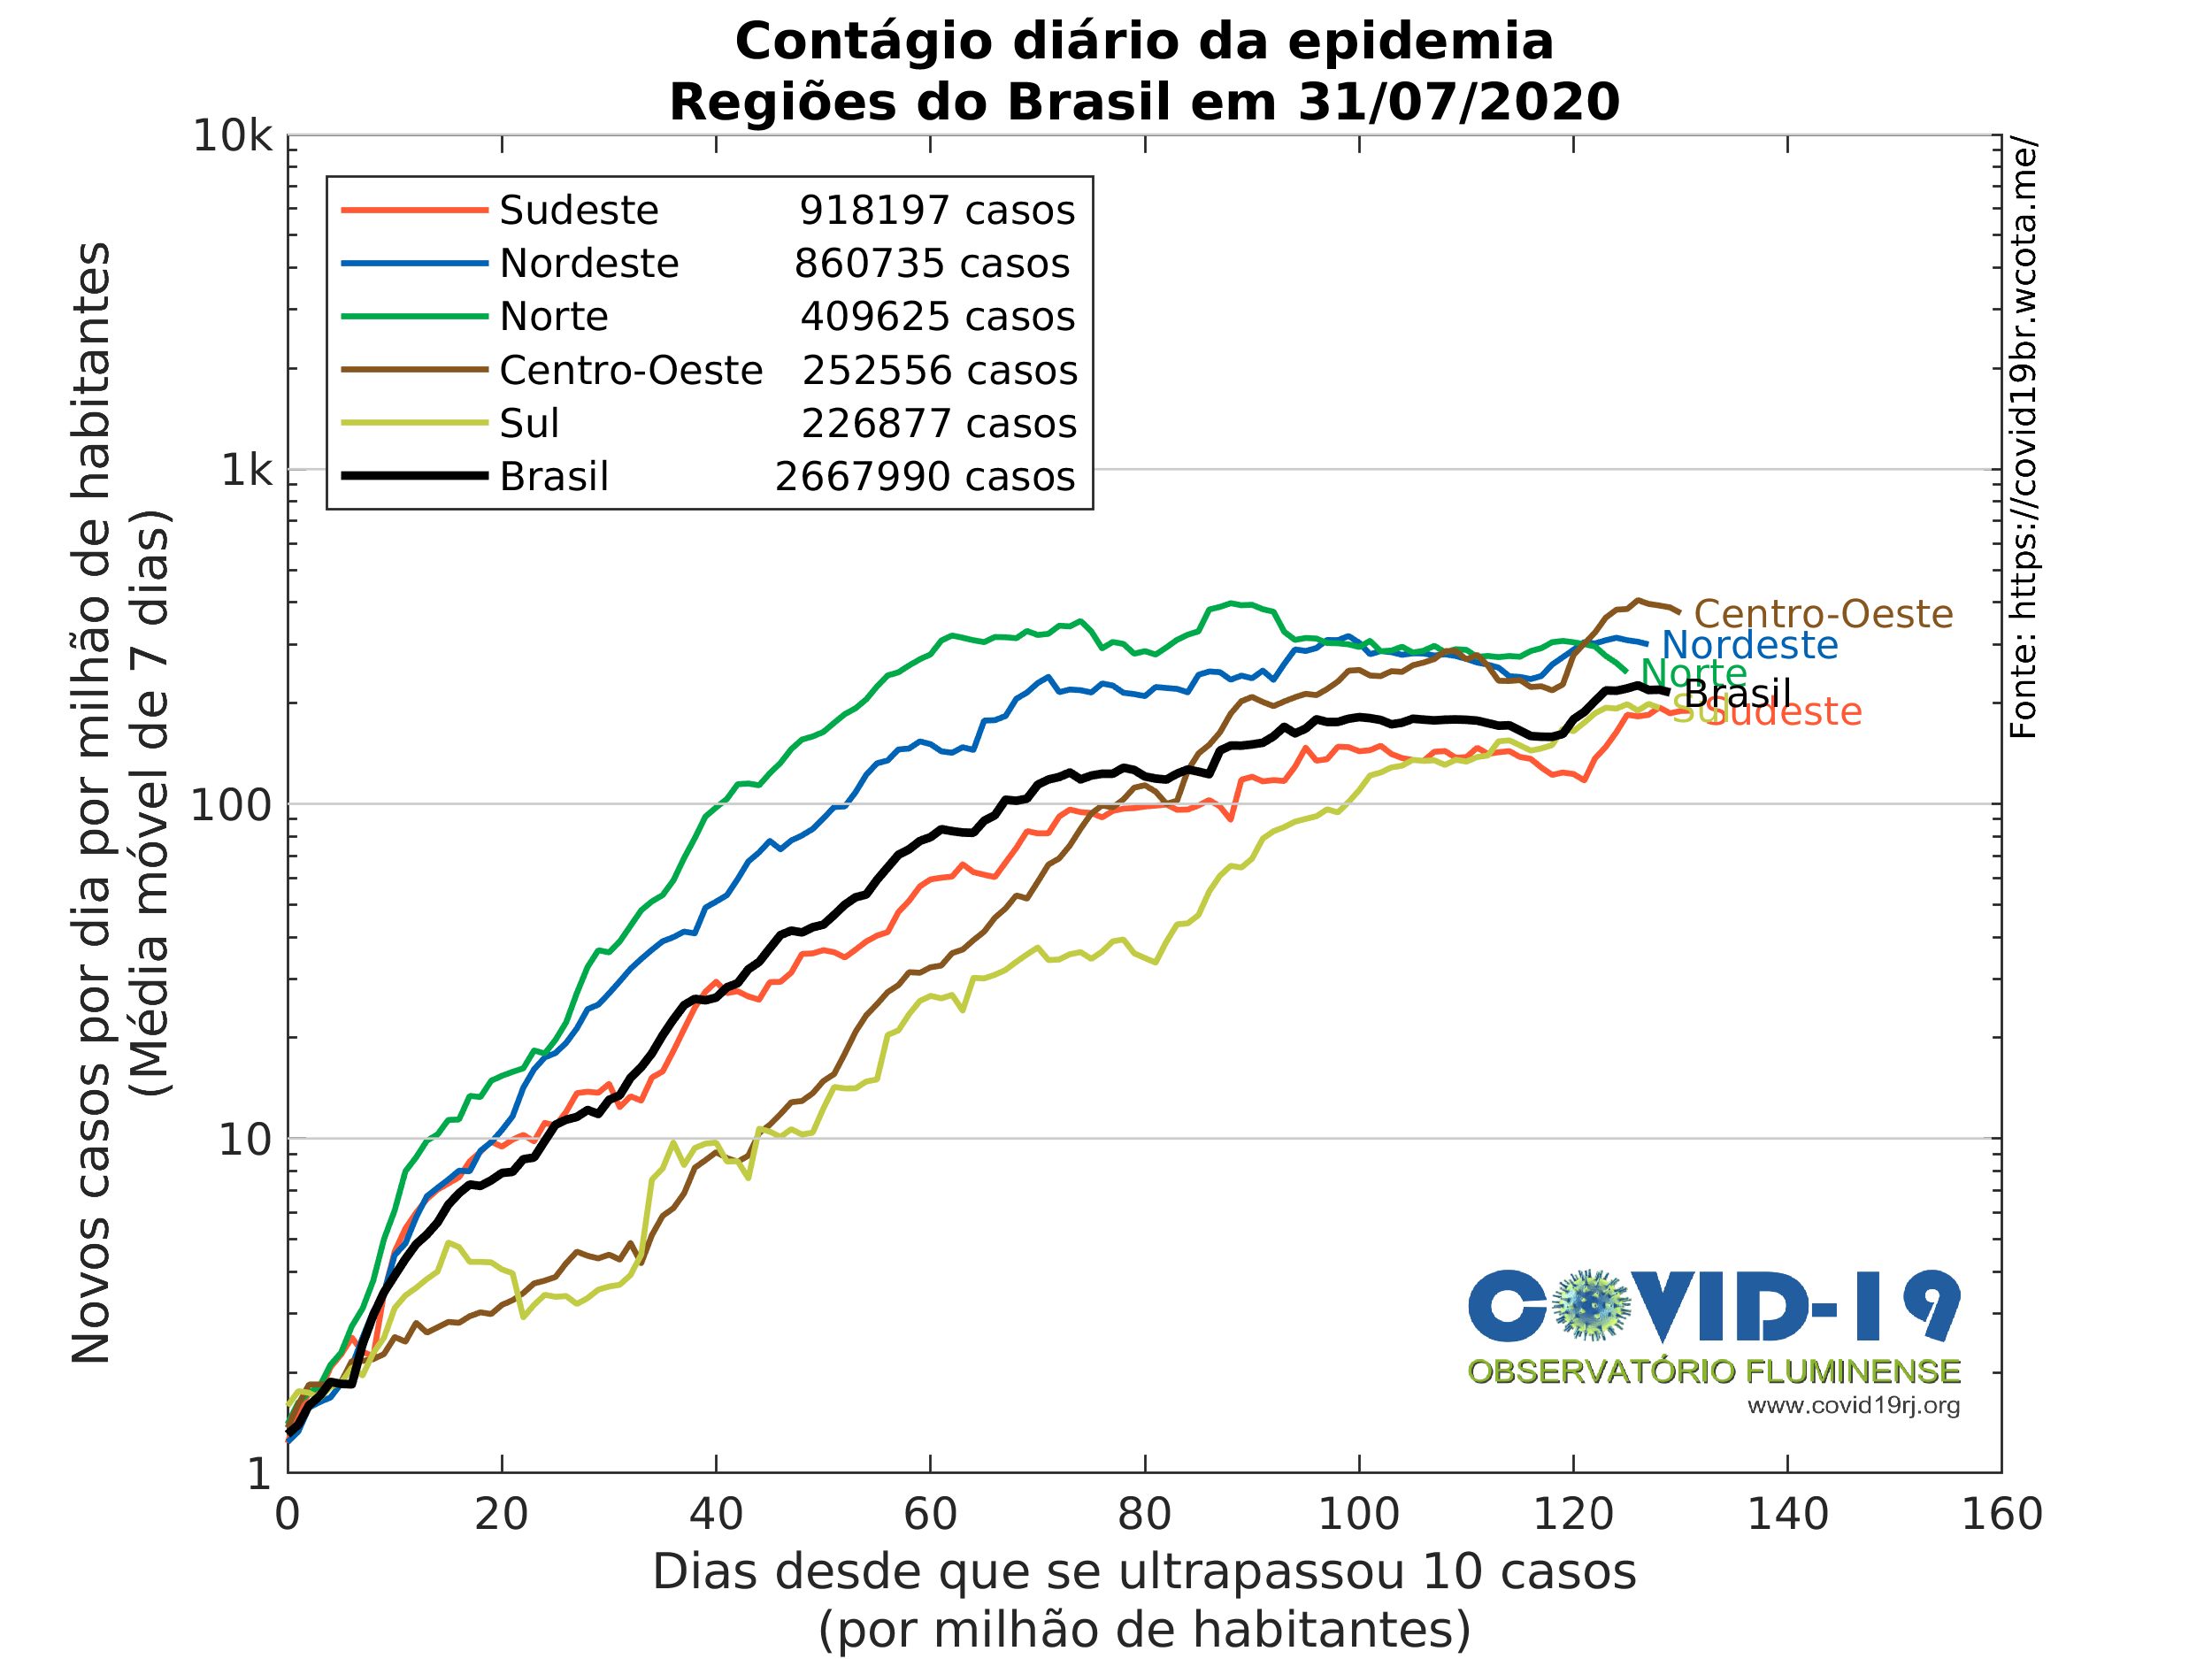 Contágio diário da epidemia
Regiões do Brasil em 31/07/2020
Novos casos por dia por milhão de habitantes
(Média móvel de 7 dias)
10k
1k
100
10
1
Sudeste 918197 casos
Nordeste 860735 casos
Norte 409625 casos
Centro-Oeste 252556 casos
Sul 226877 casos
Brasil 2667990 casos
Centro-Oeste
Nordeste
Norte
Brasil
Sul
Sudeste
Fonte: https://covid19br.wcota.me/
COVID-19
OBSERVATÓRIO FLUMINENSE
www.covid19rj.org
0 20 40 60 80 100 120 140 160
Dias desde que se ultrapassou 10 casos
(por milhão de habitantes)